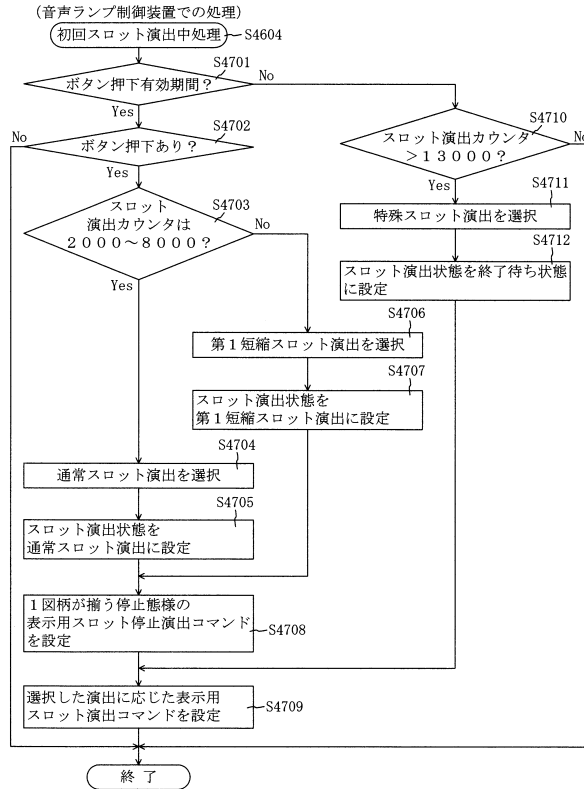 (音声ランプ制御装置での処理)
初回スロット演出中処理
S4604
S4701
ボタン押下有効期間？
No
Yes
S4702
No
ボタン押下あり？
Yes
S4710
スロット演出カウンタ
＞１３０００？
No
Yes
S4703
スロット
演出カウンタは
２０００～８０００？
No
Yes
S4711
特殊スロット演出を選択
S4712
スロット演出状態を終了待ち状態
に設定
S4706
第１短縮スロット演出を選択
S4707
スロット演出状態を
第１短縮スロット演出に設定
S4704
通常スロット演出を選択
S4705
スロット演出状態を
通常スロット演出に設定
１図柄が揃う停止態様の
表示用スロット停止演出コマンド
を設定
S4708
選択した演出に応じた表示用
スロット演出コマンドを設定
S4709
終 了